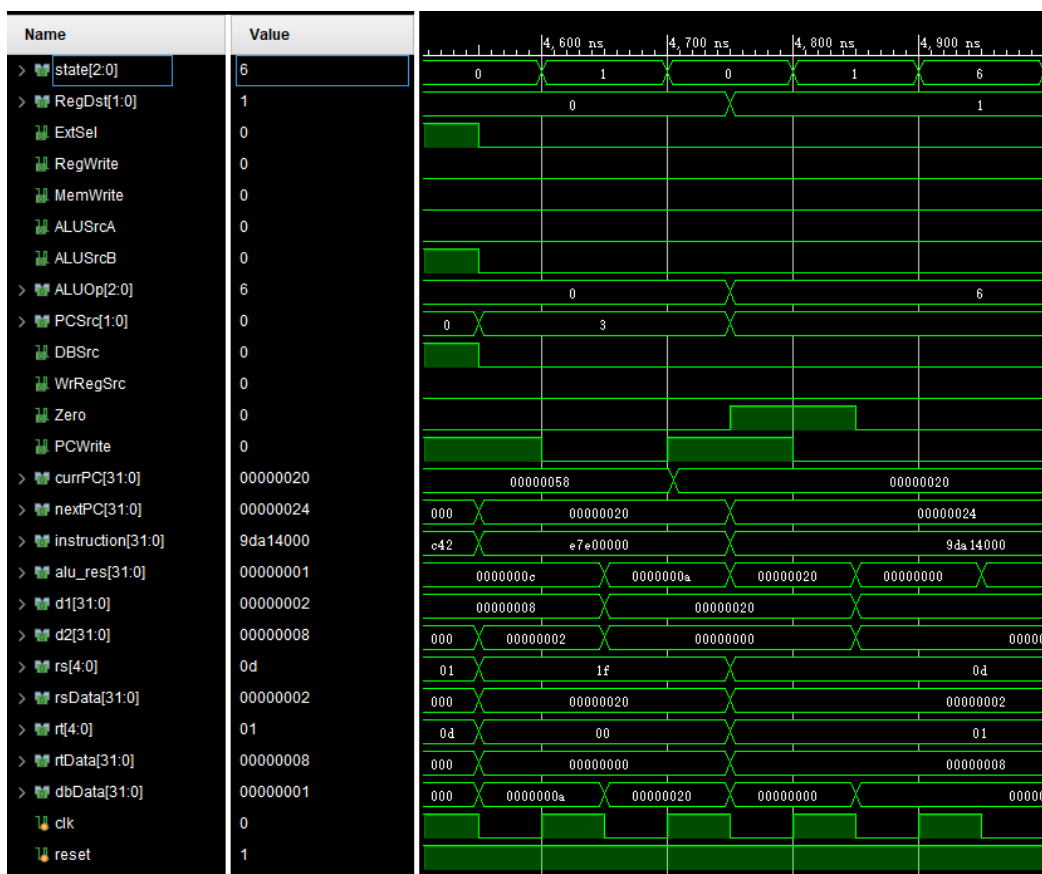 Name Value
4,600 ns 4,700 ns 4,800 ns 4,900 ns
state[2:0] 6 0 1 0 1 6
RegDst[1:0] 1 0 1
ExtSel 0
RegWrite 0
MemWrite 0
ALUSrcA 0
ALUSrcB 0
ALUOp[2:0] 6 0 6
PCSrc[1:0] 0 0 3
DBSrc 0
WrRegSrc 0
Zero 0
PCWrite 0
currPC[31:0] 00000020 00000058 00000020
nextPC[31:0] 00000024 000 00000020 00000024
instruction[31:0] 9da14000 c42 e7e00000 9da14000
alu_res[31:0] 00000001 0000000c 0000000a 00000020 00000000
d1[31:0] 00000002 00000008 00000020
d2[31:0] 00000008 000 00000002 00000000 0000
rs[4:0] 0d 01 1f 0d
rsData[31:0] 00000002 000 00000020 00000002
rt[4:0] 01 0d 00 01
rtData[31:0] 00000008 000 00000000 00000008
dbData[31:0] 00000001 000 0000000a 00000020 00000000 0000
clk 0
reset 1